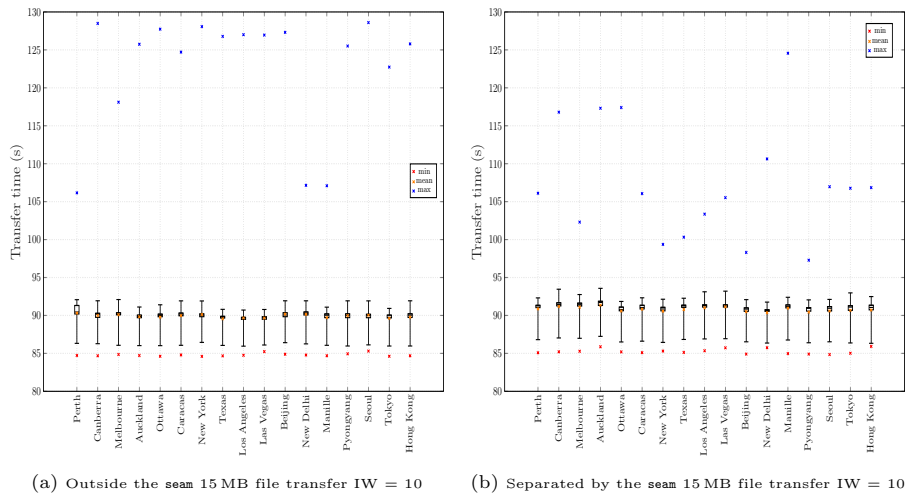 130
125
120
115
110
105
100
95
90
85
80
Transfer time (s)
min
mean
max
Perth
Canberra
Melbourne
Auckland
Ottawa
Caracas
New York
Texas
Los Angeles
Las Vegas
Beijing
New Delhi
Manille
Pyongyang
Seoul
Tokyo
Hong Kong
(a) Outside the seam 15 MB file transfer IW = 10
130
125
120
115
110
105
100
95
90
85
80
Transfer time (s)
min
mean
max
Perth
Canberra
Melbourne
Auckland
Ottawa
Caracas
New York
Texas
Los Angeles
Las Vegas
Beijing
New Delhi
Manille
Pyongyang
Seoul
Tokyo
Hong Kong
(b) Separated by the seam 15 MB file transfer IW = 10